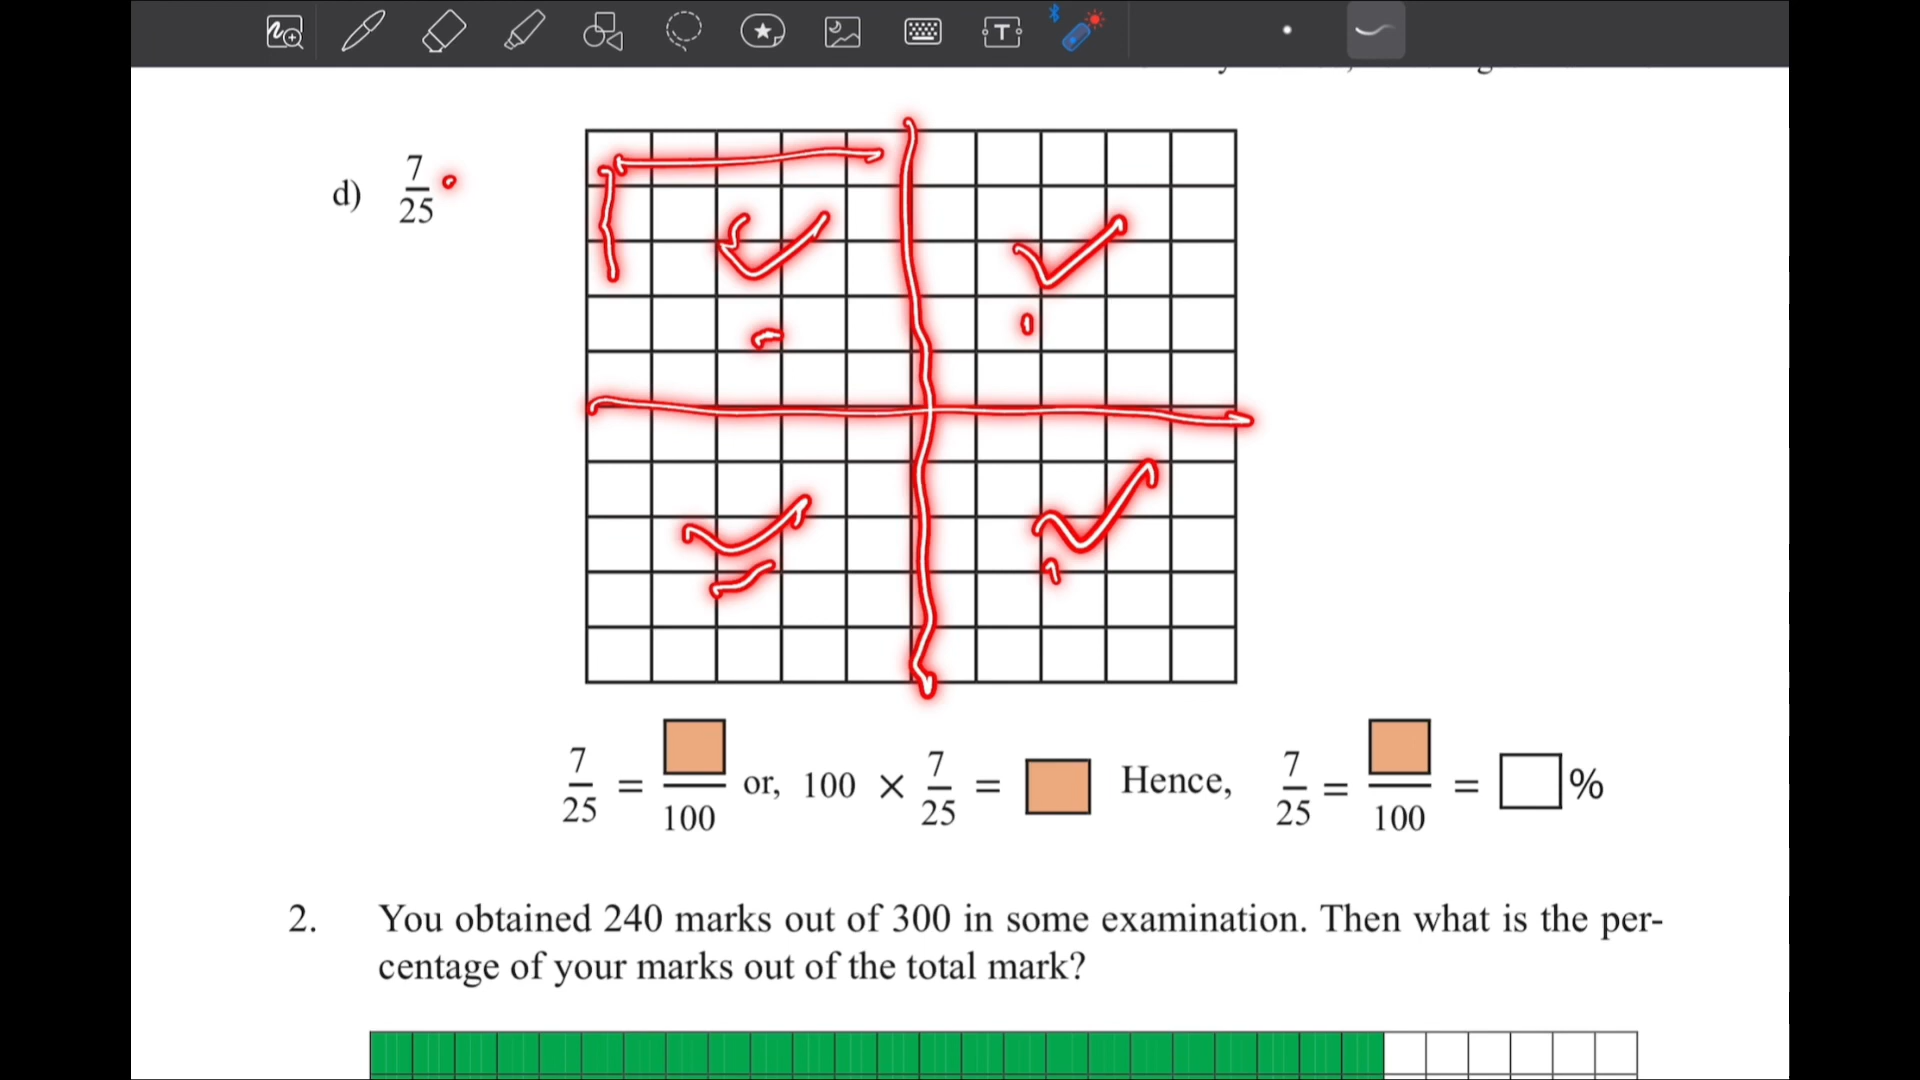 d) 7/25
7/25 = □/100 or, 100 × 7/25 = □ Hence, 7/25 = □/100 = □%
2. You obtained 240 marks out of 300 in some examination. Then what is the per-
centage of your marks out of the total mark?